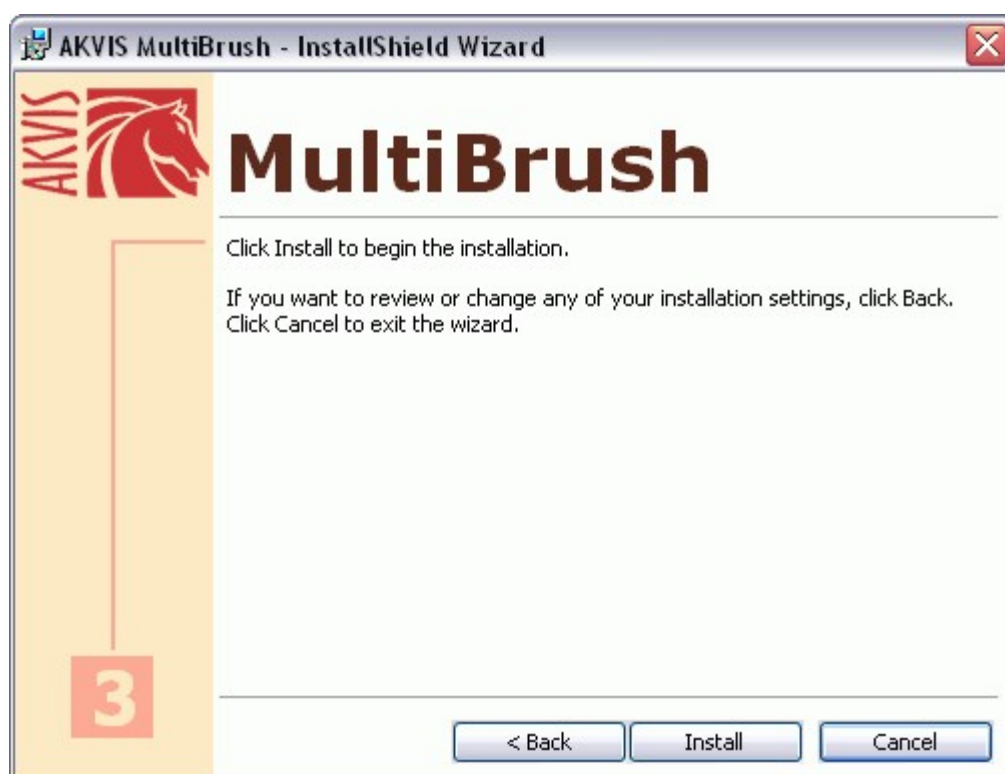 AKVIS MultiBrush - InstallShield Wizard
AKVIS
MultiBrush
Click Install to begin the installation.
If you want to review or change any of your installation settings, click Back.
Click Cancel to exit the wizard.
3
< Back
Install
Cancel